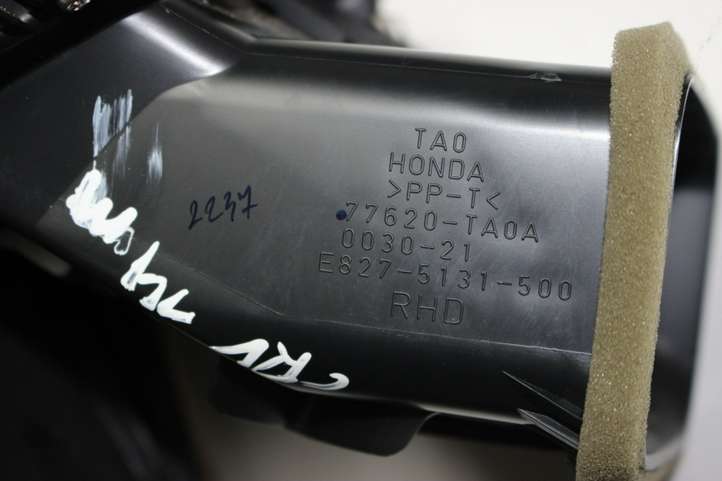 TA0
HONDA
>PP-T<
77620-TA0A
0030-21
E827-5131-500
RHD
2237